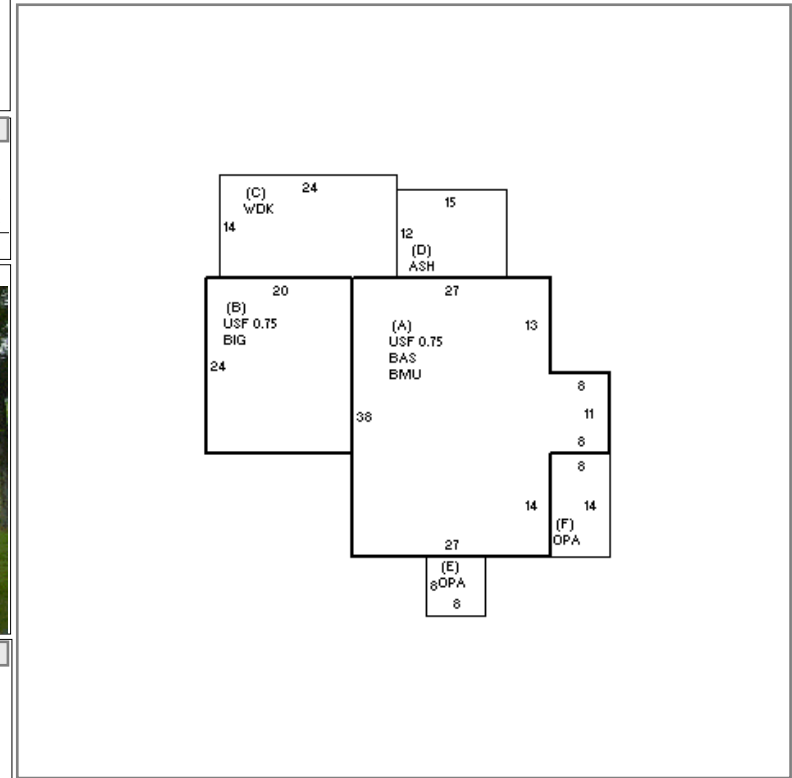 24
(C)
WDK
14
15
12
(D)
ASH
20
(B)
USF 0.75
BIG
24
27
(A)
USF 0.75
BAS
BMU
13
38
8
11
8
8
14
14
(F)
OPA
27
(E)
8OPA
8